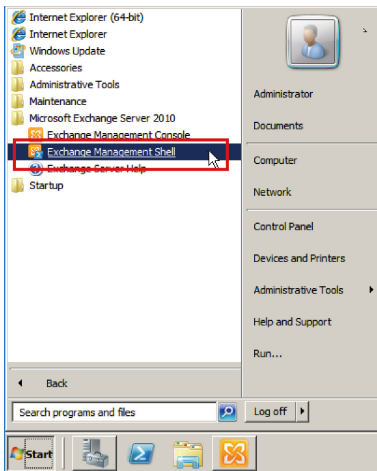 Internet Explorer (64-bit)
Internet Explorer
Windows Update
Accessories
Administrative Tools
Maintenance
Microsoft Exchange Server 2010
Exchange Management Console
Exchange Management Shell
Exchange Server Help
Startup
Back
Search programs and files
Administrator
Documents
Computer
Network
Control Panel
Devices and Printers
Administrative Tools
Help and Support
Run...
Log off
Start